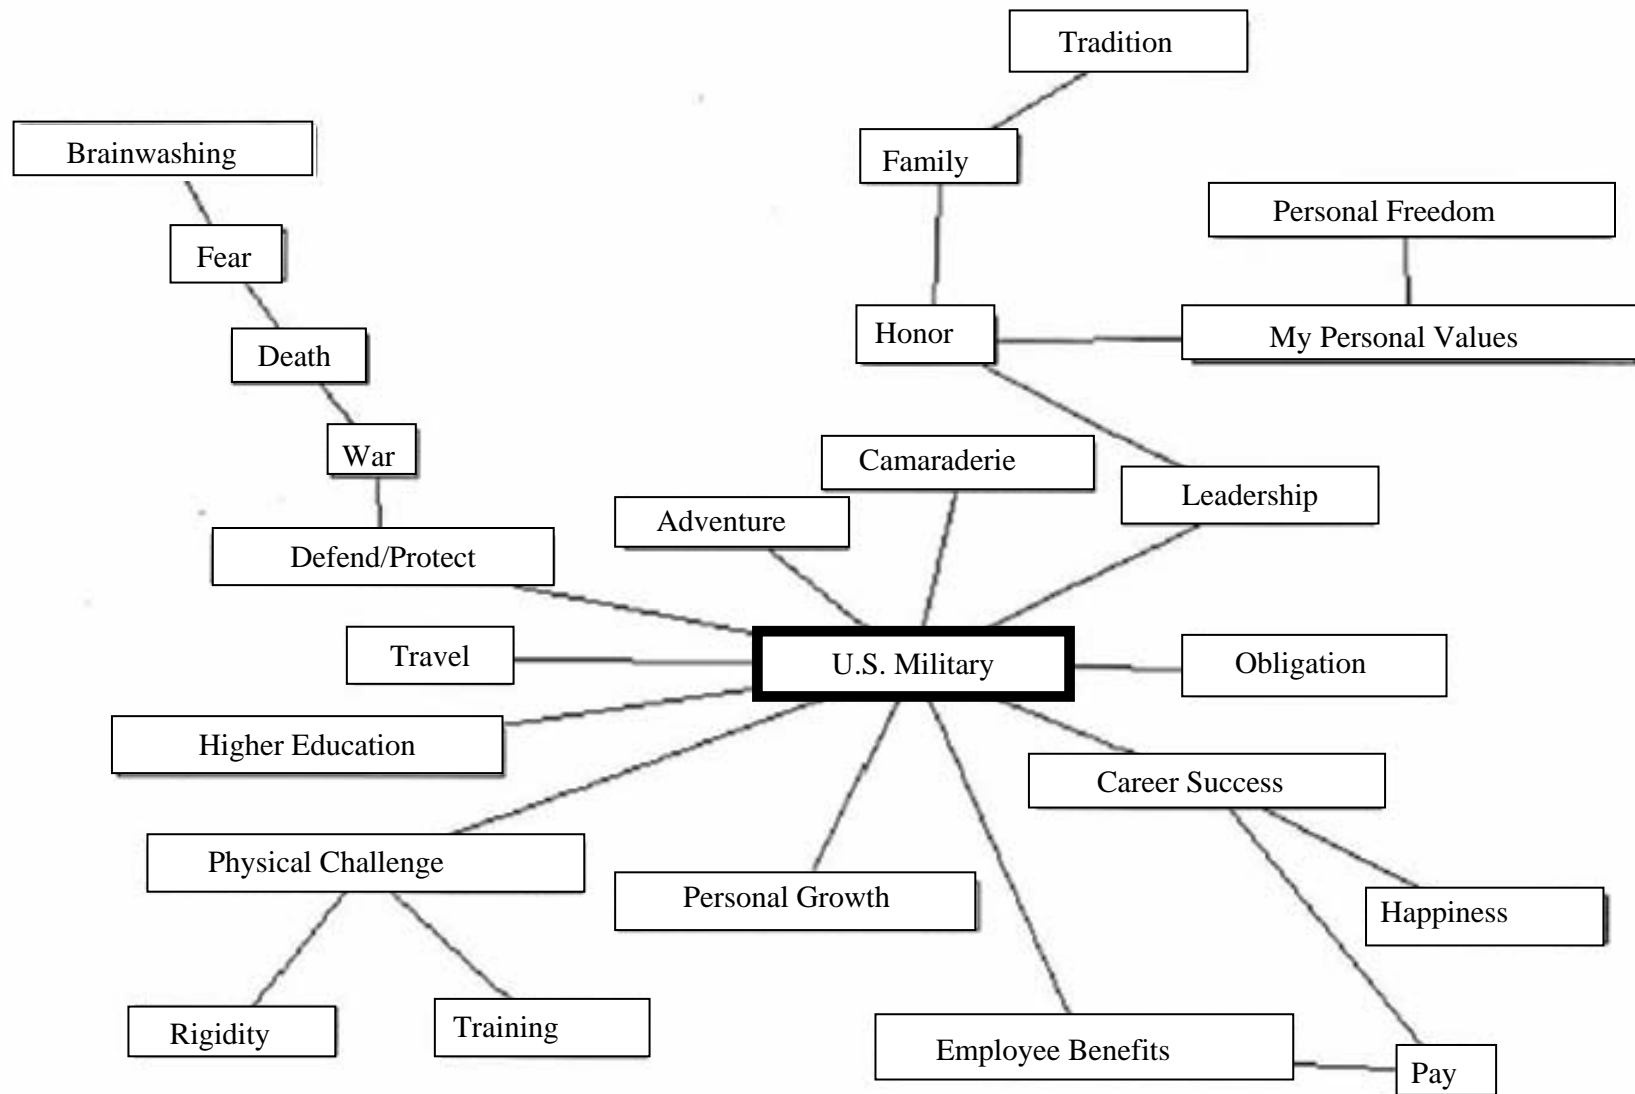 Tradition
Brainwashing
Family
Personal Freedom
Fear
Honor
My Personal Values
Death
War
Camaraderie
Leadership
Adventure
Defend/Protect
Travel
U.S. Military
Obligation
Higher Education
Career Success
Physical Challenge
Personal Growth
Happiness
Rigidity
Training
Employee Benefits
Pay